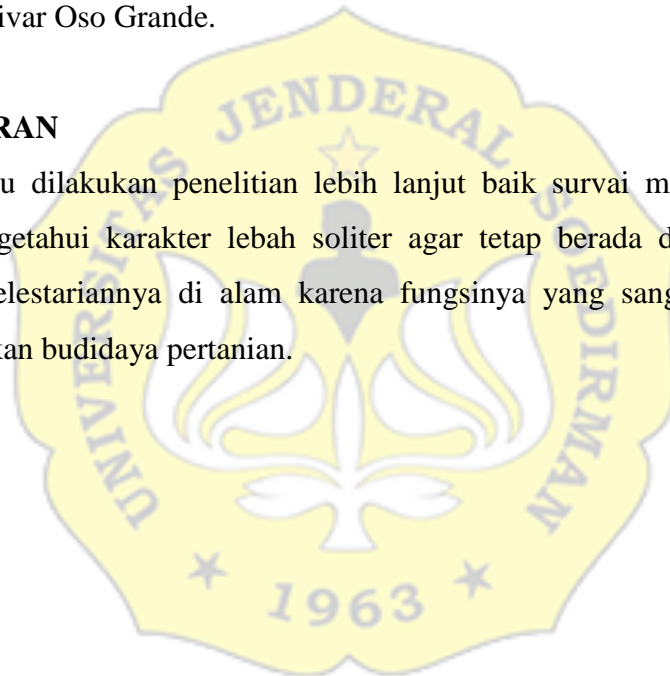 ivar Oso Grande.
RAN
u dilakukan penelitian lebih lanjut baik survai m
getahui karakter lebah soliter agar tetap berada d
elestariannya di alam karena fungsinya yang sang
kan budidaya pertanian.
UNIVERSITAS JENDERAL SOEDIRMAN
1963